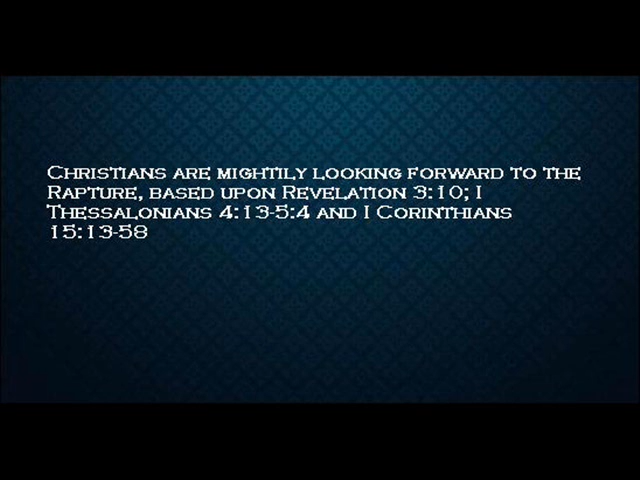 Christians are mightily looking forward to the
Rapture, based upon Revelation 3:10; I
Thessalonians 4:13-5:4 and I Corinthians
15:13-58